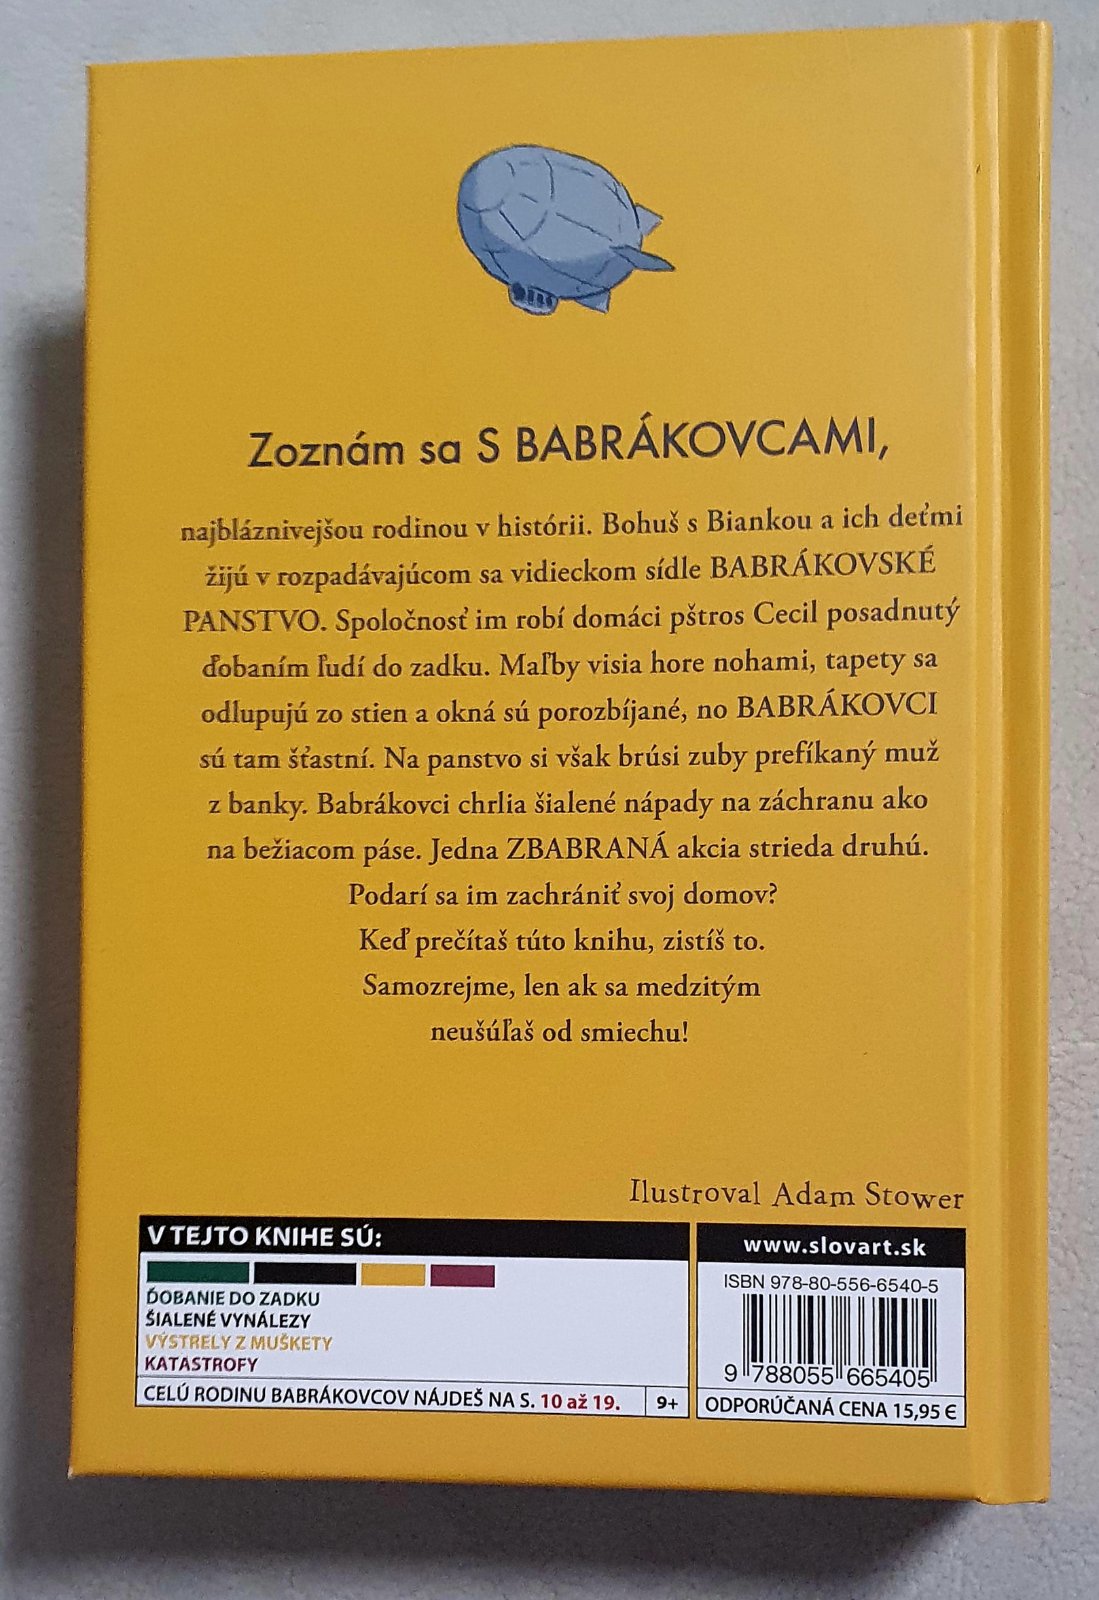 Zoznám sa S BABRÁKOVCAMI,
najbláznivejšou rodinou v histórii. Bohuš s Biankou a ich deťmi
žijú v rozpadávajúcom sa vidieckom sídle BABRÁKOVSKÉ
PANSTVO. Spoločnosť im robí domáci pštros Cecil posadnutý
ďobaním ľudí do zadku. Maľby visia hore nohami, tapety sa
odlupujú zo stien a okná sú porozbíjané, no BABRÁKOVCI
sú tam šťastní. Na panstvo si však brúsi zuby prefíkaný muž
z banky. Babrákovci chrlia šialené nápady na záchranu ako
na bežiacom páse. Jedna ZBABRANÁ akcia strieda druhú.
Podarí sa im zachrániť svoj domov?
Keď prečítaš túto knihu, zistíš to.
Samozrejme, len ak sa medzitým
neušúľaš od smiechu!
Ilustroval Adam Stower
V TEJTO KNIHE SÚ:
ĎOBANIE DO ZADKU
ŠIALENÉ VYNÁLEZY
VÝSTRELY Z MUŠKETY
KATASTROFY
CELÚ RODINU BABRÁKOVCOV NÁJDEŠ NA S. 10 až 19.
9+
www.slovart.sk
ISBN 978-80-556-6540-5
9 788055 665405
ODPORÚČANÁ CENA 15,95 €